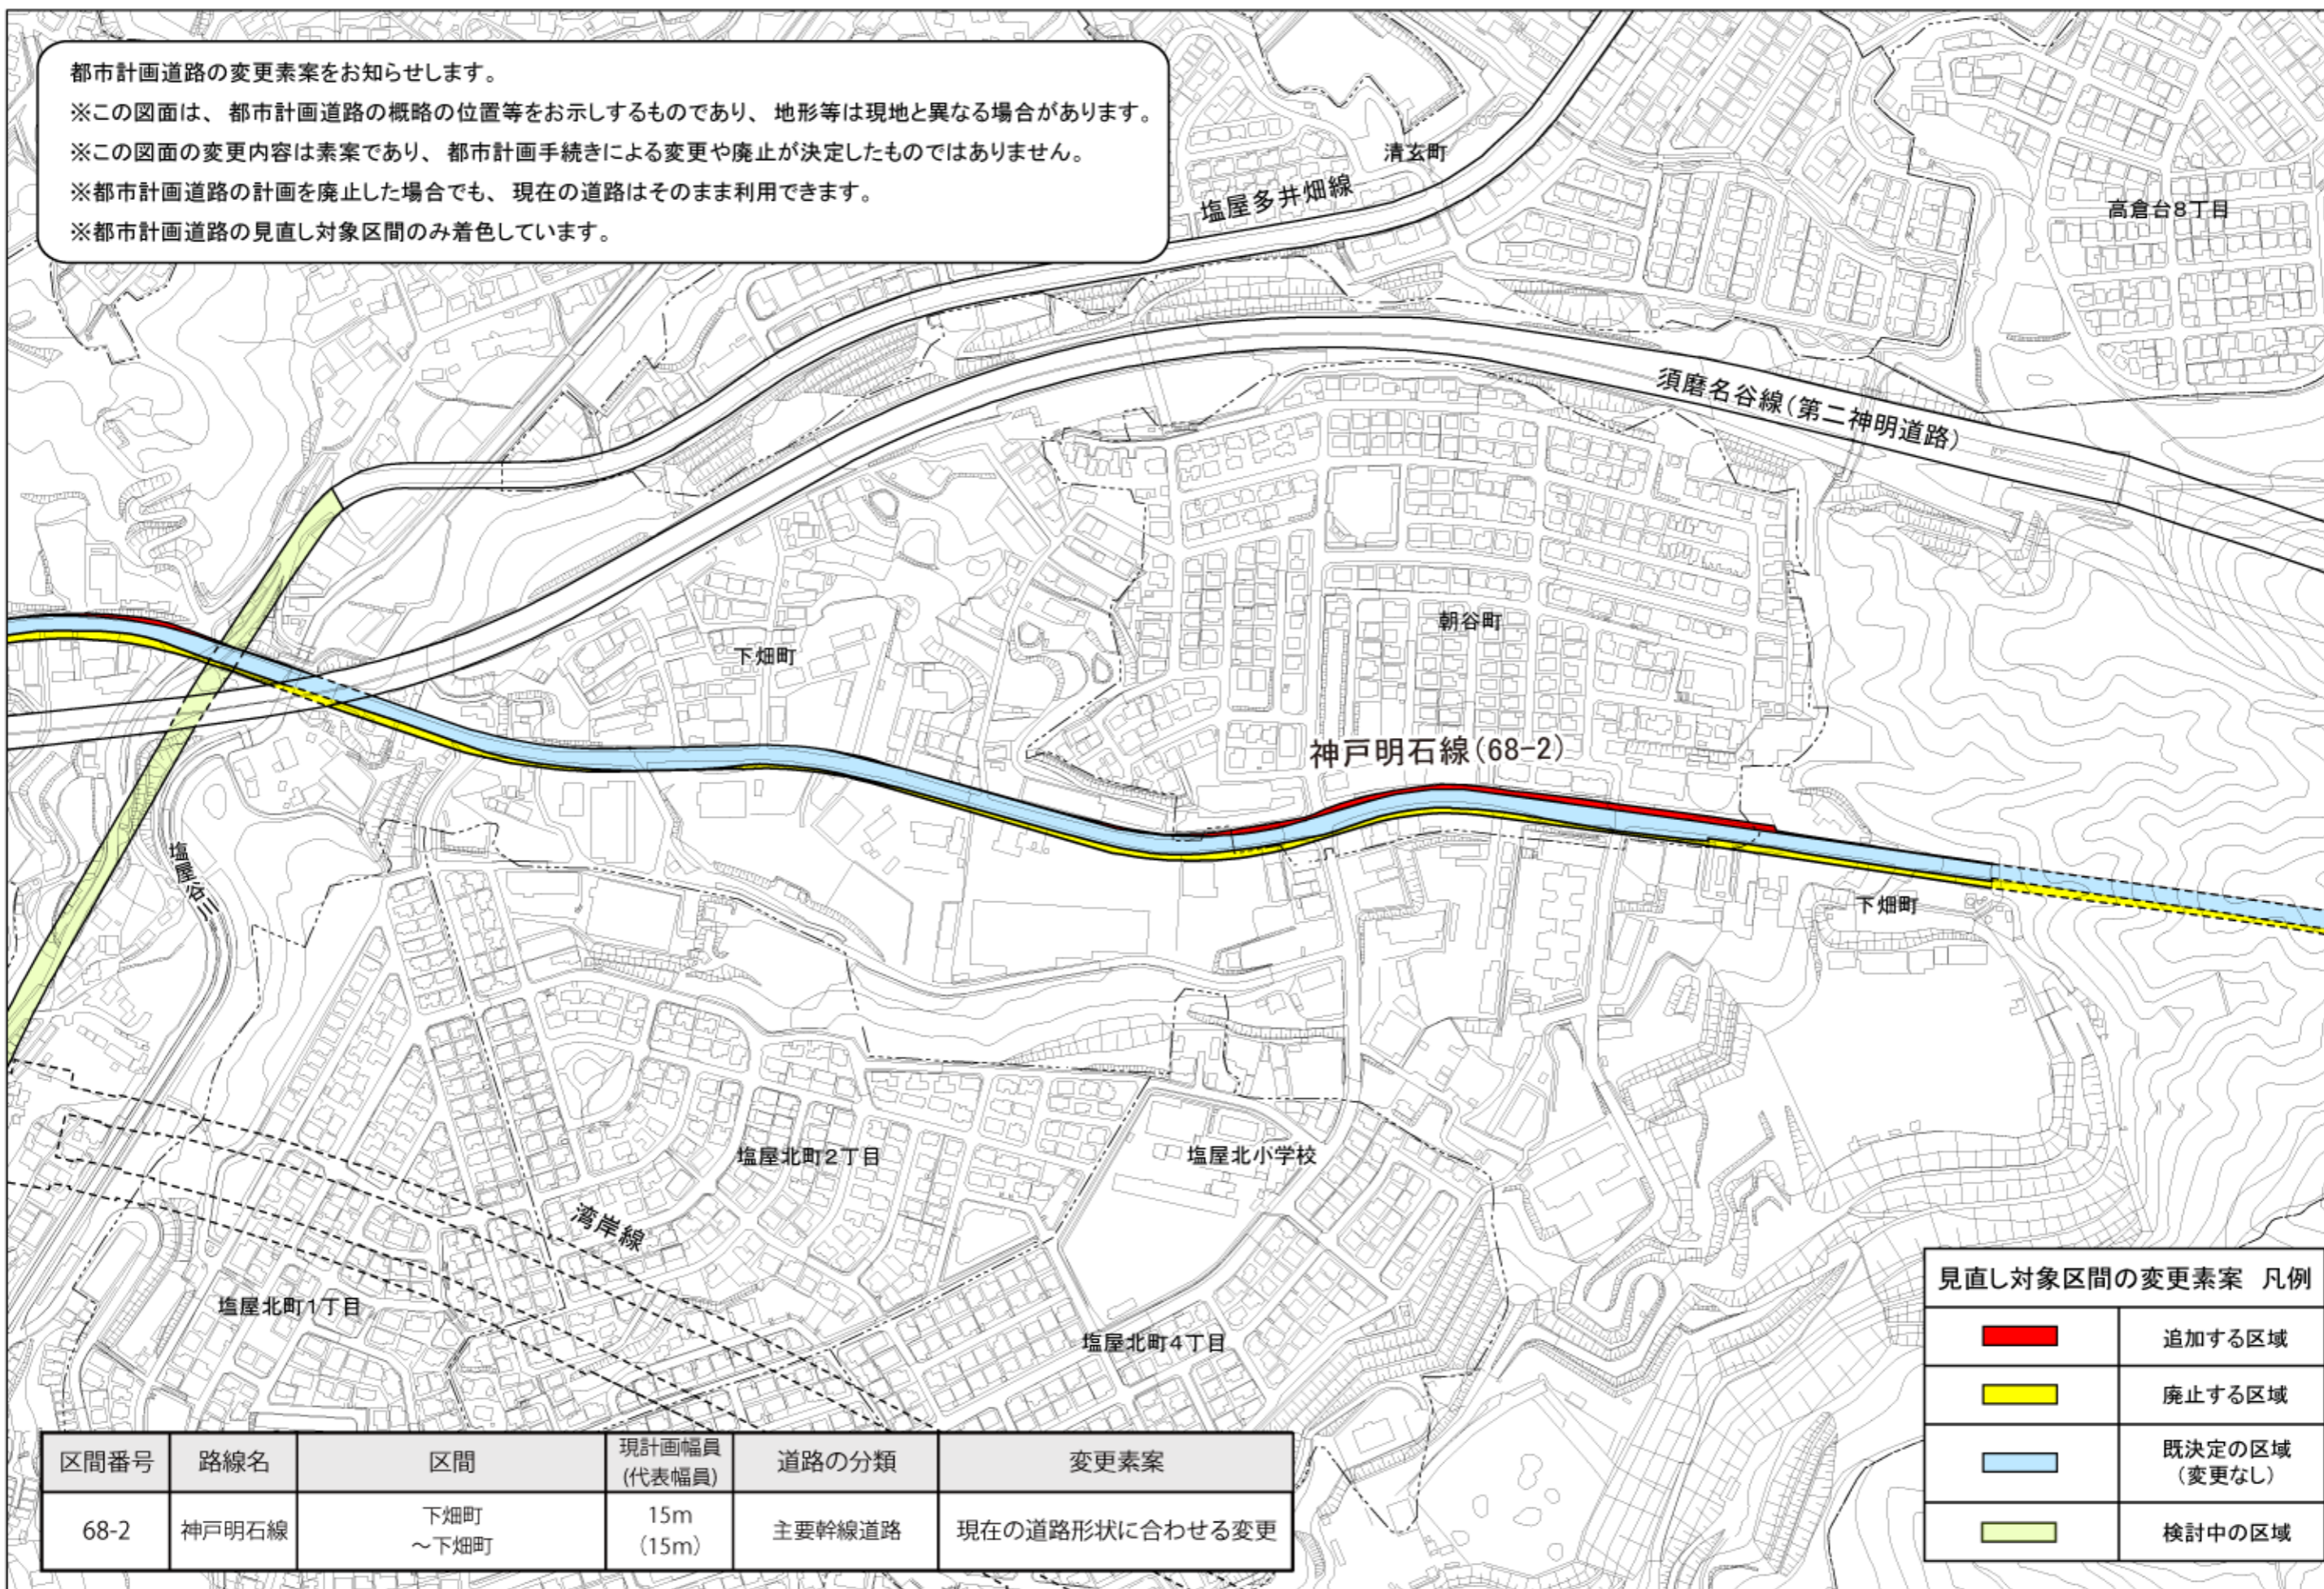 都市計画道路の変更素案をお知らせします。
※この図面は、都市計画道路の概略の位置等をお示しするものであり、地形等は現地と異なる場合があります。
※この図面の変更内容は素案であり、都市計画手続きによる変更や廃止が決定したものではありません。
※都市計画道路の計画を廃止した場合でも、現在の道路はそのまま利用できます。
※都市計画道路の見直し対象区間のみ着色しています。
清玄町
塩屋多井畑線
高倉台8丁目
須磨名谷線(第二神明道路)
朝谷町
下畑町
神戸明石線(68-2)
塩屋谷川
下畑町
塩屋北町2丁目
塩屋北小学校
湾岸線
塩屋北町1丁目
塩屋北町4丁目
見直し対象区間の変更素案 凡例
追加する区域
廃止する区域
既決定の区域
(変更なし)
検討中の区域
区間番号 路線名 区間 現計画幅員 (代表幅員) 道路の分類 変更素案
68-2 神戸明石線 下畑町 ～下畑町 15m (15m) 主要幹線道路 現在の道路形状に合わせる変更